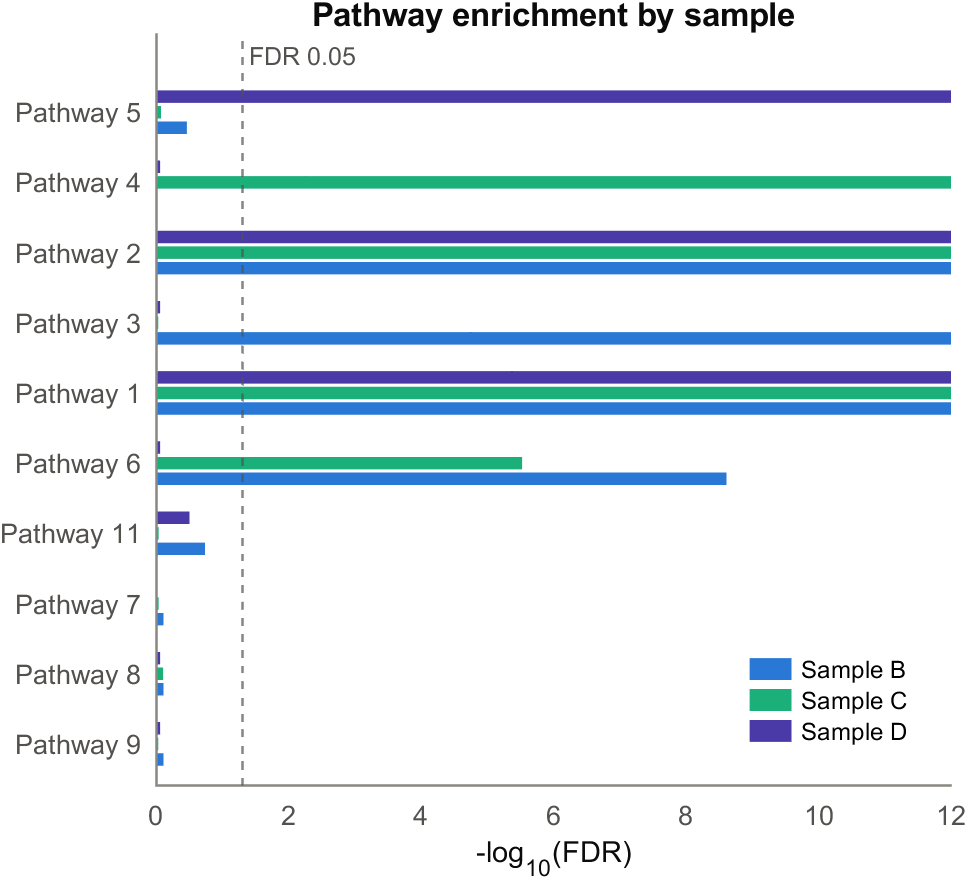 Pathway enrichment by sample
FDR 0.05
Pathway 5
Pathway 4
Pathway 2
Pathway 3
Pathway 1
Pathway 6
Pathway 11
Pathway 7
Pathway 8
Pathway 9
Sample B
Sample C
Sample D
0 2 4 6 8 10 12
-log10(FDR)